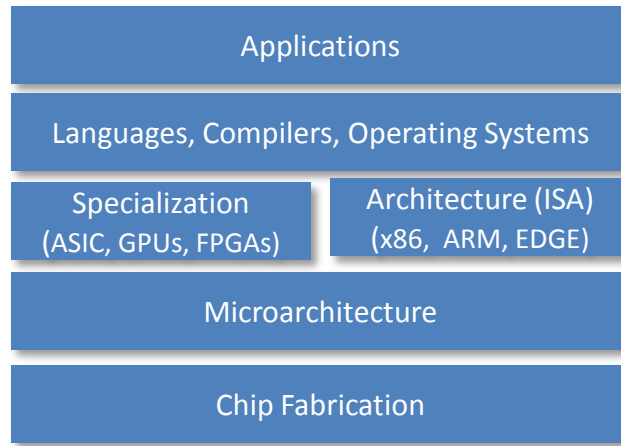 Applications
Languages, Compilers, Operating Systems
Specialization
(ASIC, GPUs, FPGAs)
Architecture (ISA)
(x86, ARM, EDGE)
Microarchitecture
Chip Fabrication